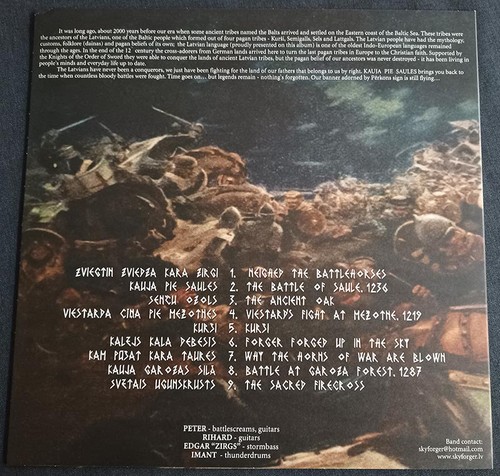 It was long ago, about 2000 years before our era when some ancient tribes named the Balts arrived and settled on the Eastern coast of the Baltic Sea. These tribes were
the ancestors of the Latvians, one of the Baltic people which formed out of four pagan tribes - Kurši, Semigalls, Sels and Latgals. The Latvian people have had the mythology,
customs, folklore (dainas) and pagan beliefs of its own; the Latvian language (proudly presented on this album) is one of the oldest Indo-European languages remained
through the ages. In the end of the 12th century the cross-adorers from German lands arrived here to turn the last pagan tribes in Europe to the Christian faith. Supported by
the Knights of the Order of Sword they were able to conquer the lands of ancient Latvian tribes, but the pagan belief of our ancestors was never destroyed - it has been living in
people's minds and everyday life up to date.
The Latvians have never been a conquerors, we just have been fighting for the land of our fathers that belongs to us by right. KAUJA PIE SAULES brings you back to
the time when countless bloody battles were fought. Time goes on... but legends remain - nothing's forgotten. Our banner adorned by Pērkons sign is still flying...
ZVIEGTIN ZVIEDZA KARA ZIRGI 1. NEIGHED THE BATTLEHORSES
KAUJA PIE SAULES 2. THE BATTLE OF SAULE. 1236
SENČU OZOLS 3. THE ANCIENT OAK
VIESTARDA CĪŅA PIE MEŽOTNES 4. VIESTARD'S FIGHT AT MEŽOTNE. 1219
KURŠI 5. KURŠI
KALĒJS KALA DEBESĪS 6. FORGER FORGED UP IN THE SKY
KAM PŪŠAT KARA TAURES 7. WHY THE HORNS OF WAR ARE BLOWN
KAUJA GAROZAS SILĀ 8. BATTLE AT GAROZA FOREST. 1287
SVĒTAIS UGUNSKRUSTS 9. THE SACRED FIRECROSS
PETER - battlescreams, guitars
RIHARD - guitars
EDGAR "ZIRGS" - stormbass
IMANT - thunderdrums
Band contact:
skyforger@hotmail.com
www.skyforger.lv